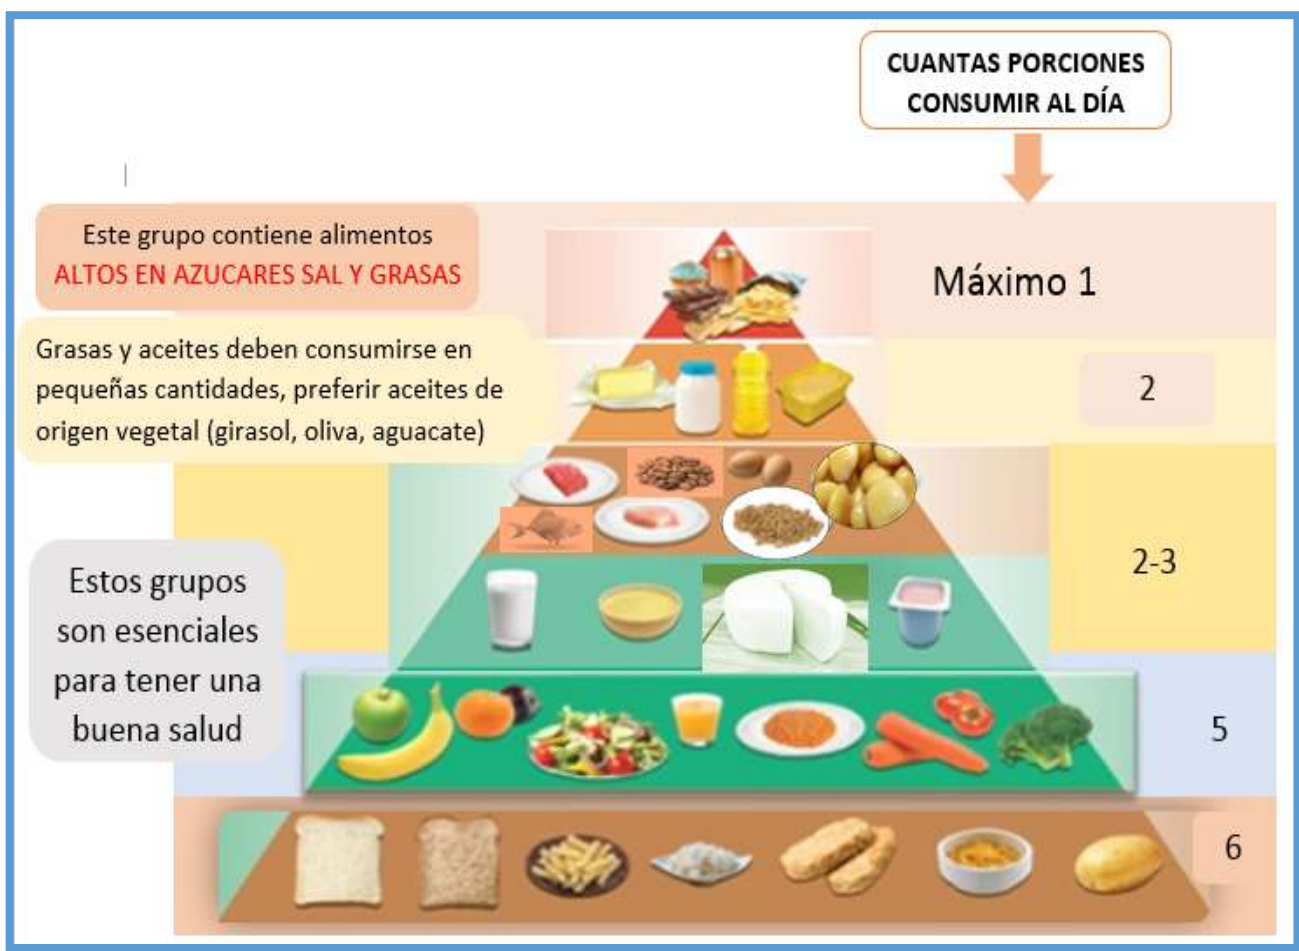 CUANTAS PORCIONES
CONSUMIR AL DÍA
Este grupo contiene alimentos
ALTOS EN AZUCARES SAL Y GRASAS
Máximo 1
Grasas y aceites deben consumirse en
pequeñas cantidades, preferir aceites de
origen vegetal (girasol, oliva, aguacate)
2
2-3
Estos grupos
son esenciales
para tener una
buena salud
5
6